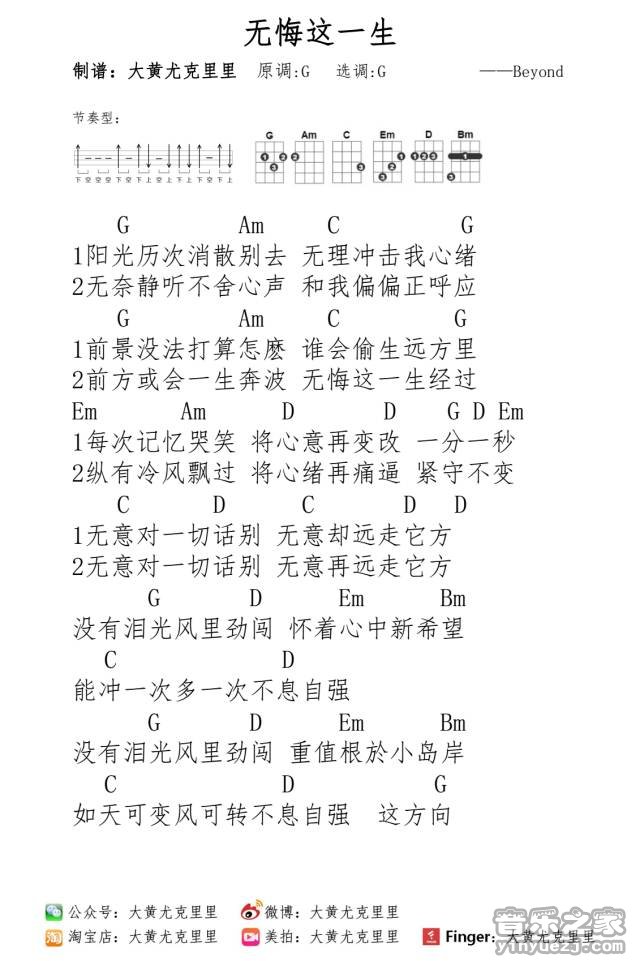 无悔这一生
制谱：大黄尤克里里 原调:G 选调:G ——Beyond
节奏型：
G Am C Em D Bm
下 空 空 空 下 空 下 上 空 上 下 上 下 空 下 上
G Am C G
1阳光历次消散别去 无理冲击我心绪
2无奈静听不舍心声 和我偏偏正呼应
G Am C G
1前景没法打算怎麽 谁会偷生远方里
2前方或会一生奔波 无悔这一生经过
Em Am D D G D Em
1每次记忆哭笑 将心意再变改 一分一秒
2纵有冷风飘过 将心绪再痛逼 紧守不变
C D C D D
1无意对一切话别 无意却远走它方
2无意对一切话别 无意再远走它方
G D Em Bm
没有泪光风里劲闯 怀着心中新希望
C D
能冲一次多一次不息自强
G D Em Bm
没有泪光风里劲闯 重值根於小岛岸
C D G
如天可变风可转不息自强 这方向
公众号：大黄尤克里里 微博：大黄尤克里里
淘宝店：大黄尤克里里 美拍：大黄尤克里里 Finger：大黄尤克里里
音乐之家
yinyuezj.com